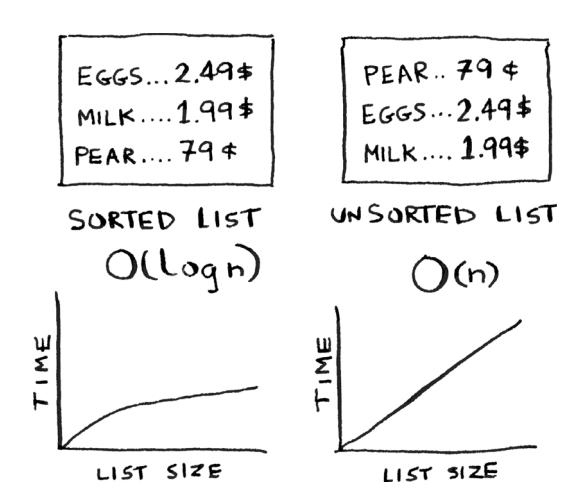 EGGS...2.49$
MILK....1.99$
PEAR.... 79¢
SORTED LIST
O(log n)
TIME
LIST SIZE
PEAR.. 79¢
EGGS...2.49$
MILK.... 1.99$
UNSORTED LIST
O(n)
TIME
LIST SIZE